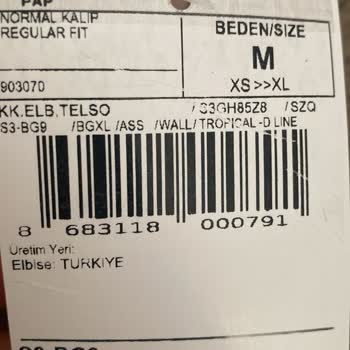 PAP
NORMAL KALIP
REGULAR FIT
BEDEN/SIZE
M
XS>>XL
903070
KK.ELB,TELSO /S3GH85Z8 /SZQ
S3-BG9 /BGXL /ASS /WALL/ TROPICAL-D LINE
8 683118 000791
Üretim Yeri:
Elbise: TURKIYE